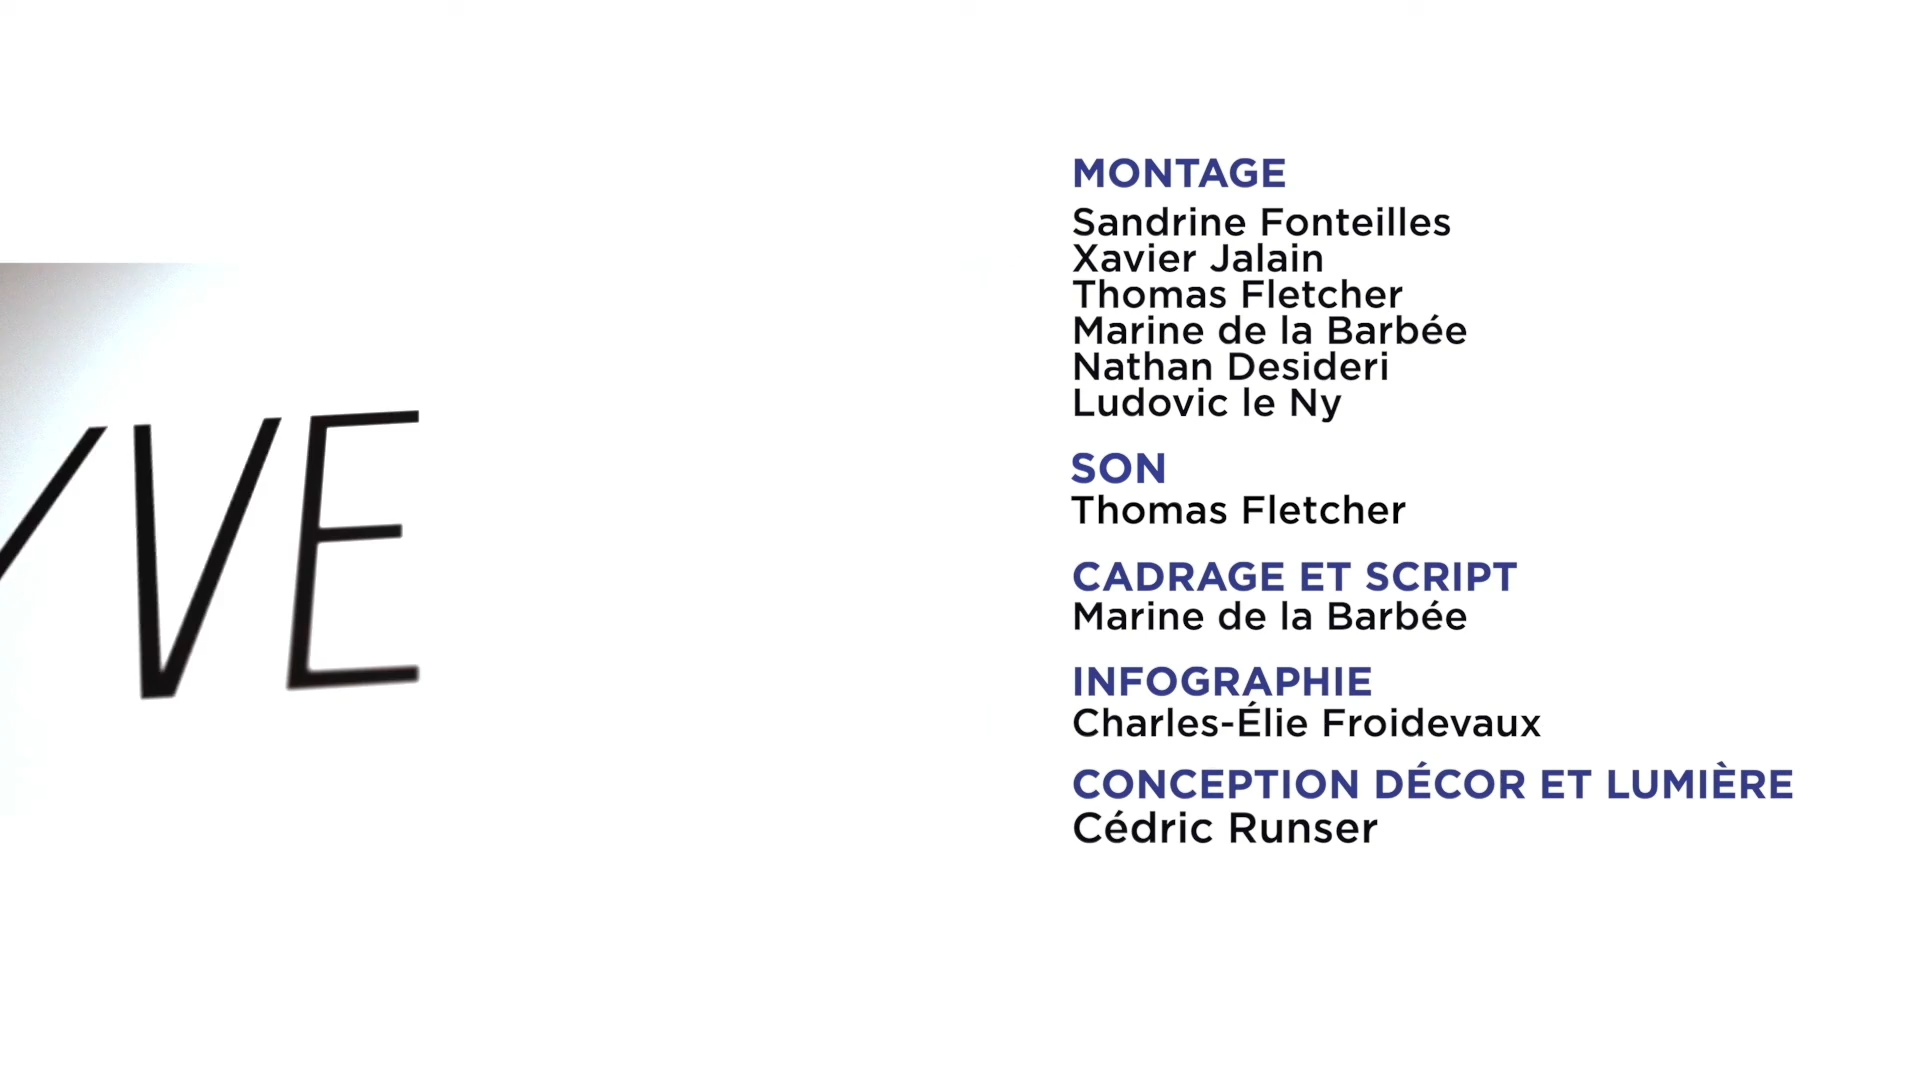 VE
MONTAGE
Sandrine Fonteilles
Xavier Jalain
Thomas Fletcher
Marine de la Barbée
Nathan Desideri
Ludovic le Ny
SON
Thomas Fletcher
CADRAGE ET SCRIPT
Marine de la Barbée
INFOGRAPHIE
Charles-Élie Froidevaux
CONCEPTION DÉCOR ET LUMIÈRE
Cédric Runser